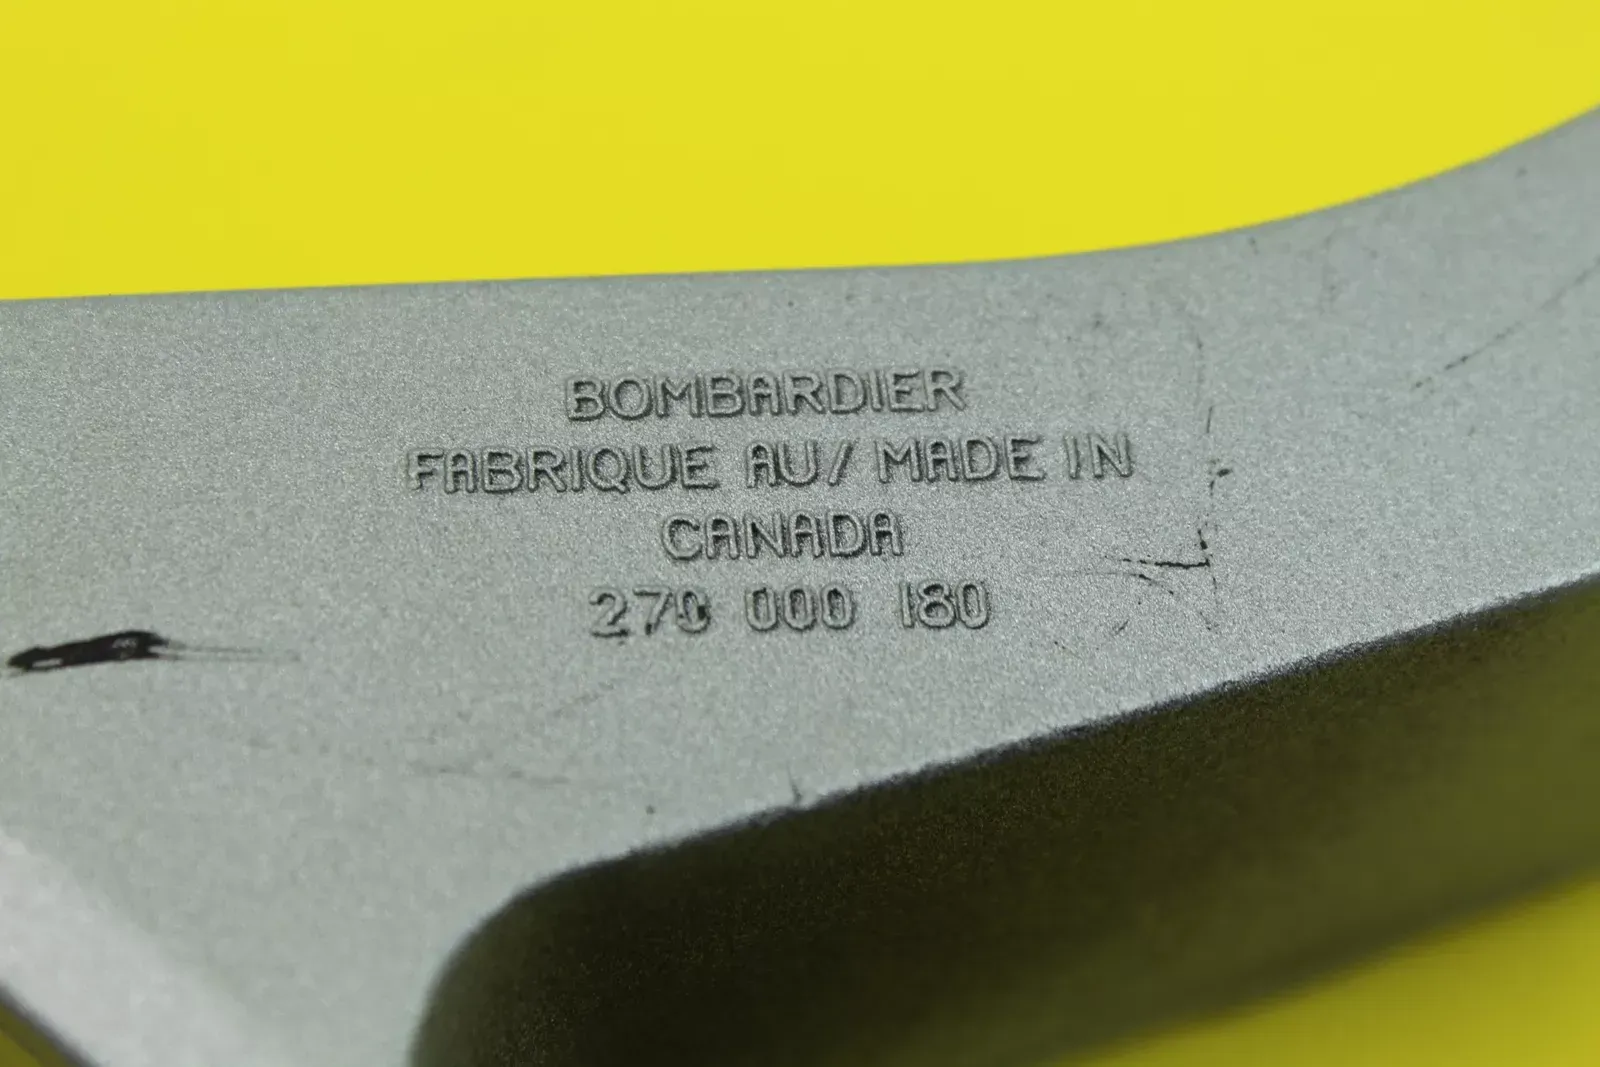 BOMBARDIER
FABRIQUE AU/ MADE IN
CANADA
270 000 180